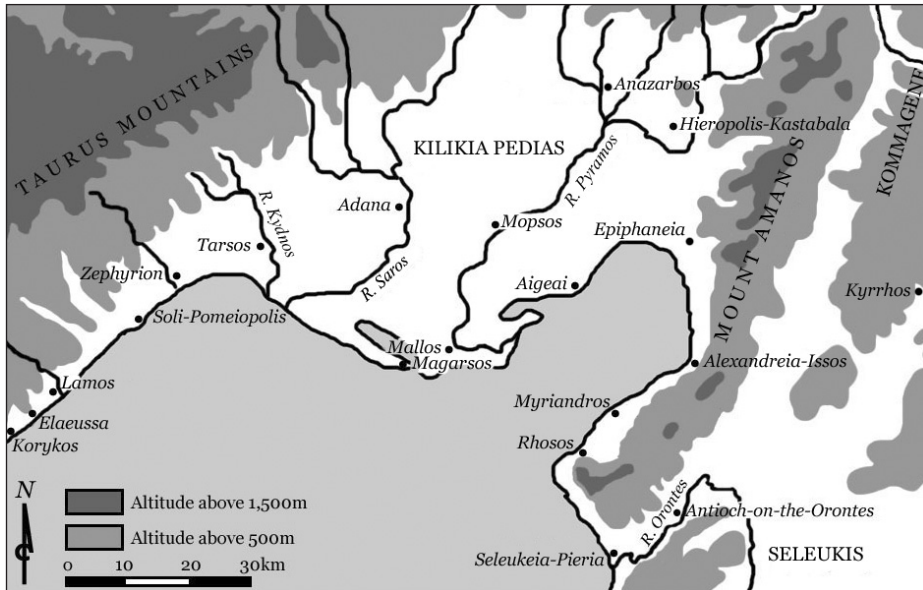 Anazarbos
Hieropolis-Kastabala
TAURUS MOUNTAINS
KILIKIA PEDIAS
KOMMAGENE
R. Pyramos
R. Kydnos
Adana
Mopsos
MOUNT AMANOS
Tarsos
Epiphaneia
Zephyrion
R. Saros
Aigeai
Kyrrhos
Soli-Pomeiopolis
Mallos
Magarsos
Alexandreia-Issos
Lamos
Elaeussa
Korykos
Myriandros
Rhosos
N
Altitude above 1,500m
Altitude above 500m
R. Orontes
Antioch-on-the-Orontes
Seleukeia-Pieria
SELEUKIS
0 10 20 30km